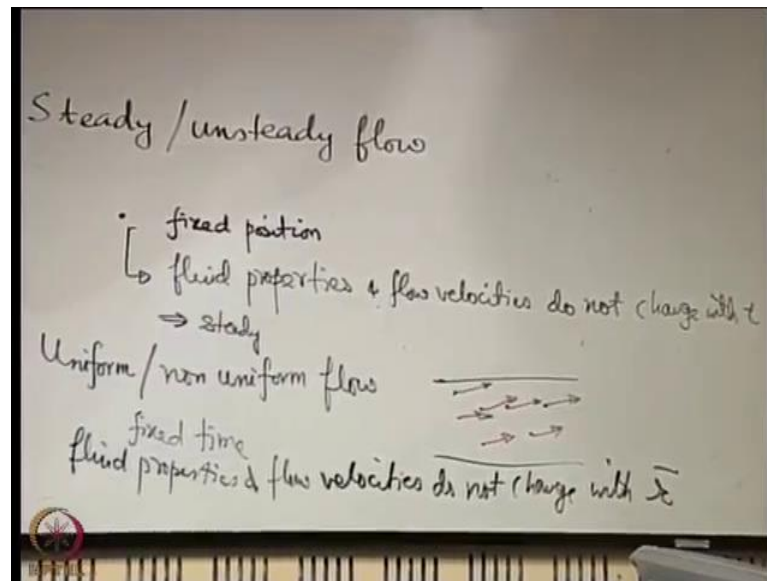 Steady / unsteady flow
fixed position
fluid properties & flow velocities do not change with t
⇒ steady
Uniform / non uniform flow
fixed time
fluid properties & flow velocities do not change with